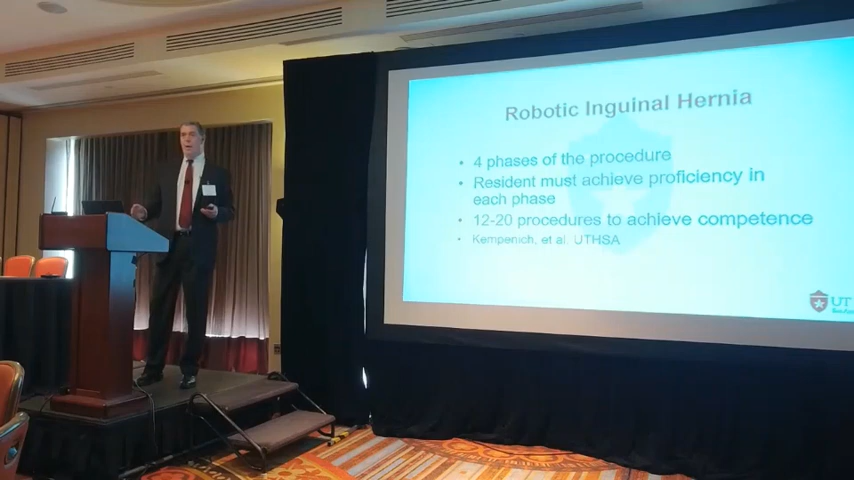 Robotic Inguinal Hernia
• 4 phases of the procedure
• Resident must achieve proficiency in
each phase
• 12-20 procedures to achieve competence
• Kempenich, et al. UTHSA
UT